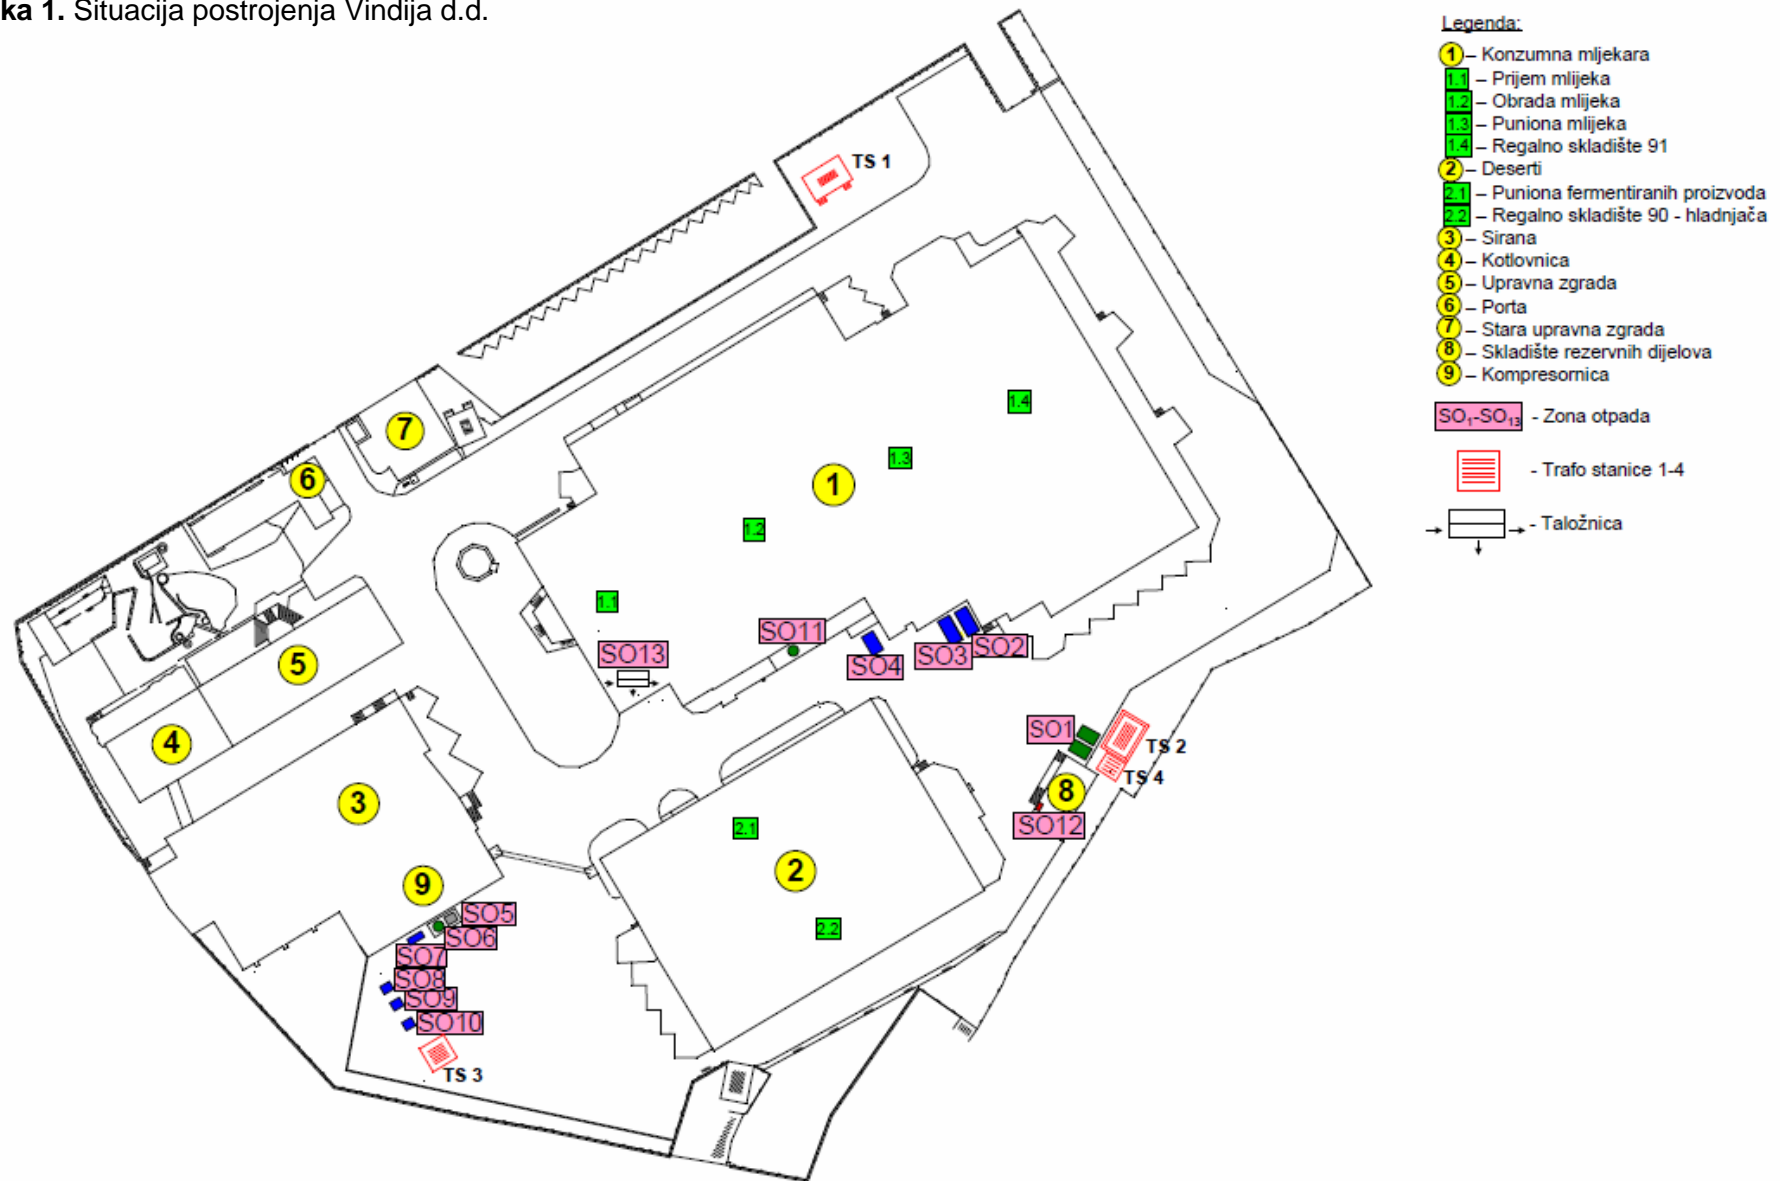 ka 1. Situacija postrojenja Vindija d.d.
Legenda:
1 – Konzumna mljekara
1.1 – Prijem mlijeka
1.2 – Obrada mlijeka
1.3 – Puniona mlijeka
1.4 – Regalno skladište 91
2 – Deserti
2.1 – Puniona fermentiranih proizvoda
2.2 – Regalno skladište 90 - hladnjača
3 – Sirana
4 – Kotlovnica
5 – Upravna zgrada
6 – Porta
7 – Stara upravna zgrada
8 – Skladište rezervnih dijelova
9 – Kompresornica
SO₁-SO₁₃ - Zona otpada
- Trafo stanice 1-4
- Taložnica
TS 1
1.4
7
1.3
6
1
1.2
1.1
SO11
SO13
SO4
SO3
SO2
5
4
SO1
TS 2
TS 4
8
SO12
3
2.1
2
9
SO5
SO6
2.2
SO7
SO8
SO9
SO10
TS 3